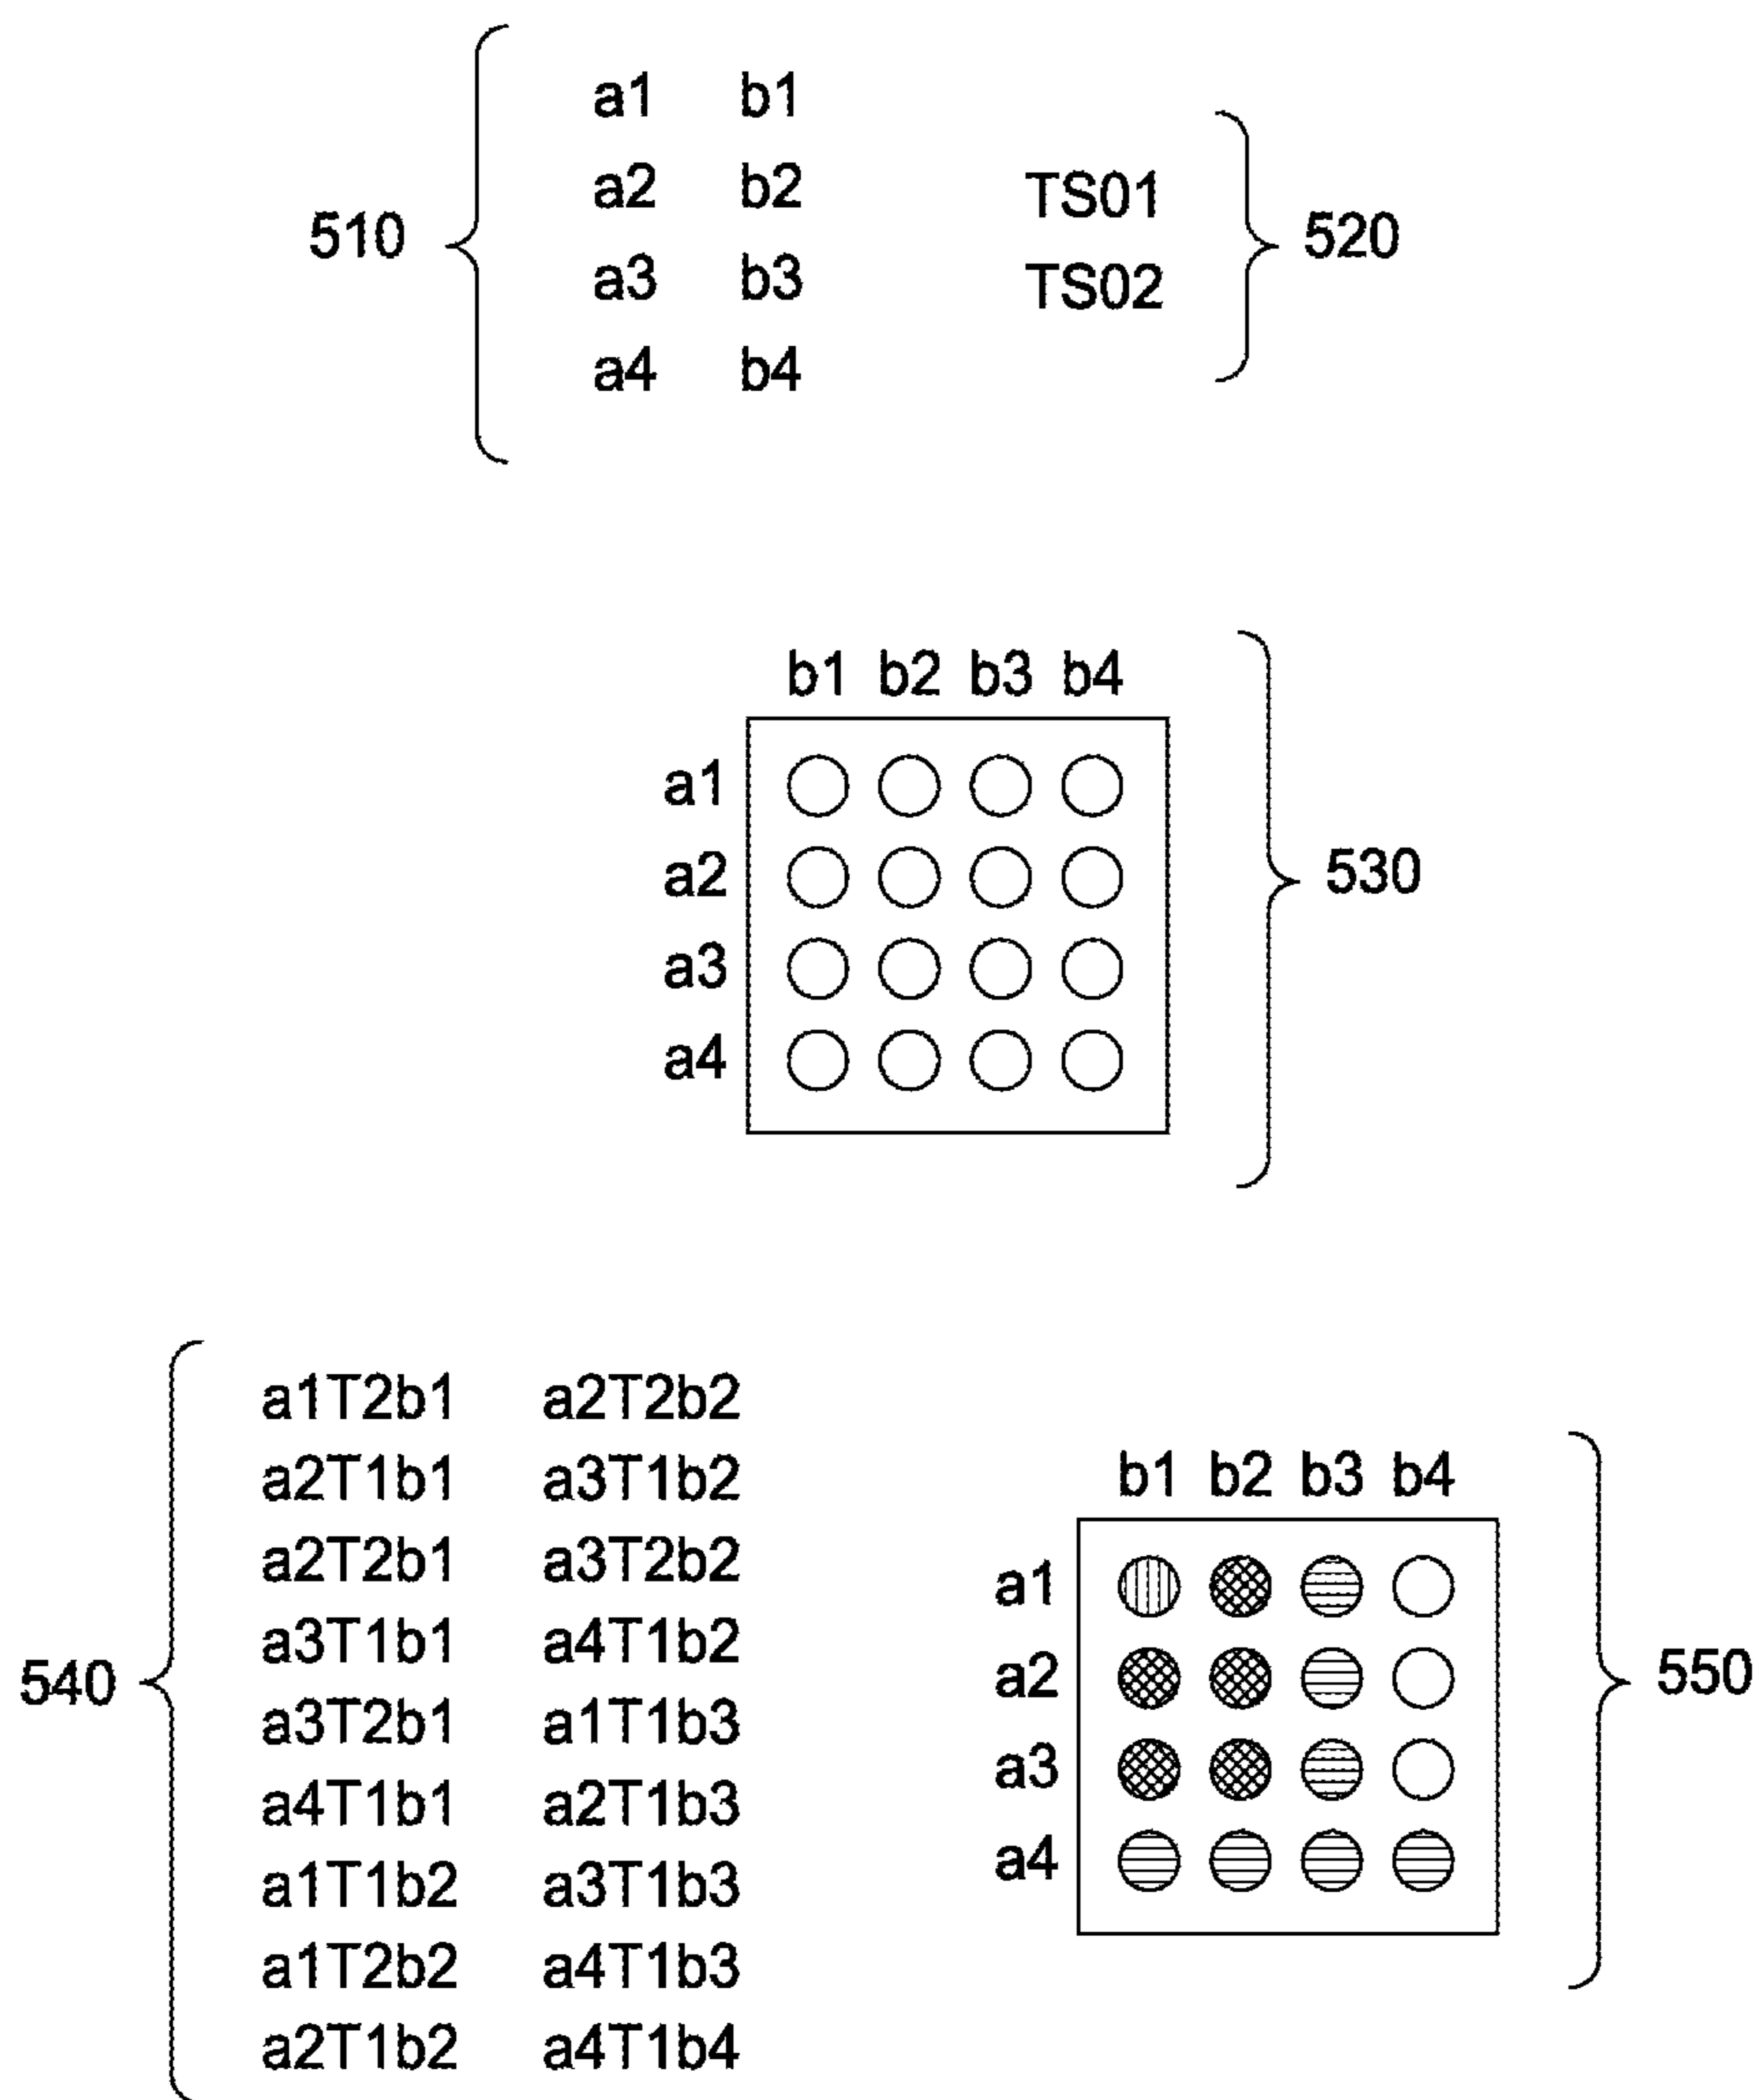 a1 b1
a2 b2
a3 b3
a4 b4
510
TS01
TS02
520
b1 b2 b3 b4
a1
a2
a3
a4
530
540
a1T2b1 a2T2b2
a2T1b1 a3T1b2
a2T2b1 a3T2b2
a3T1b1 a4T1b2
a3T2b1 a1T1b3
a4T1b1 a2T1b3
a1T1b2 a3T1b3
a1T2b2 a4T1b3
a2T1b2 a4T1b4
b1 b2 b3 b4
a1
a2
a3
a4
550